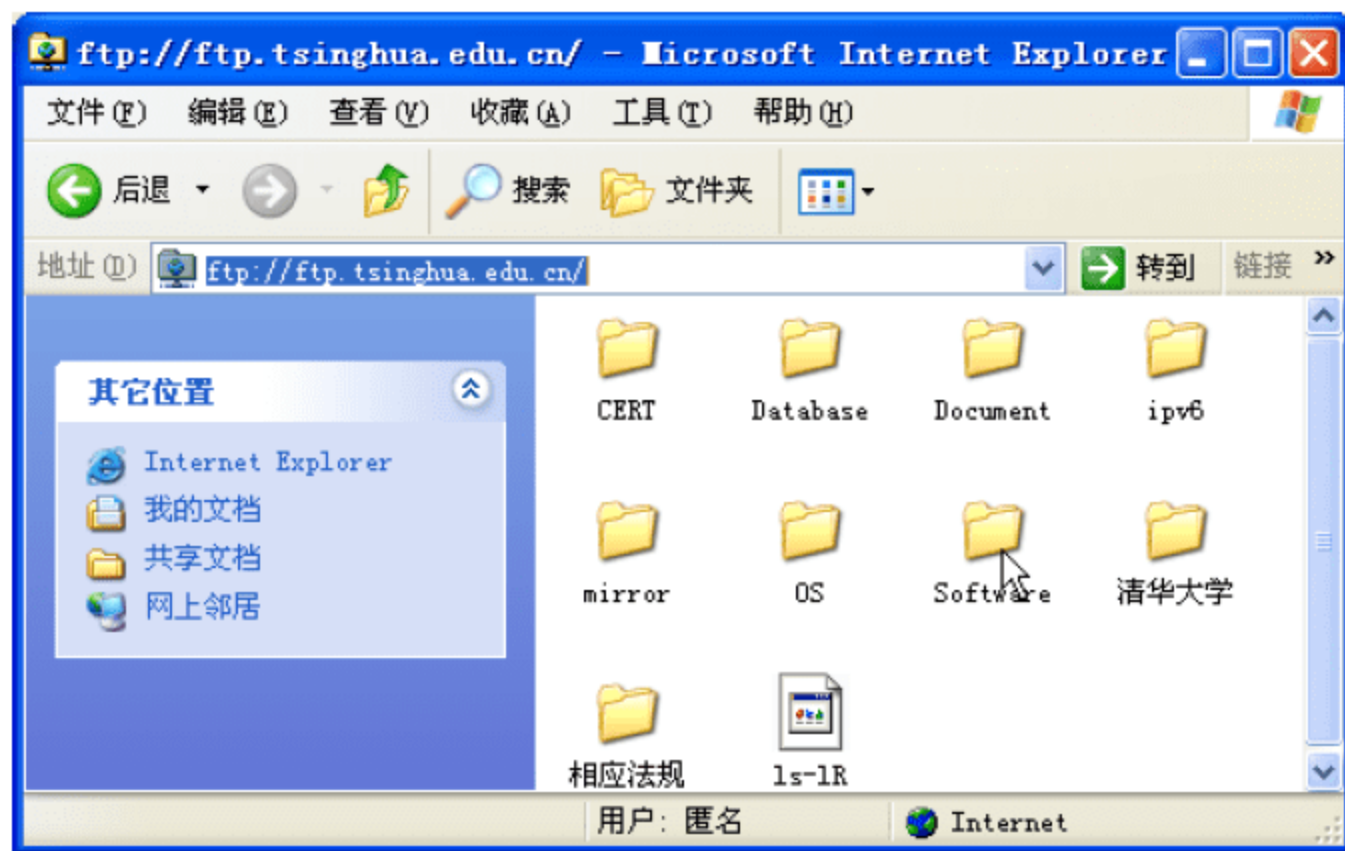 ftp://ftp.tsinghua.edu.cn/ - Microsoft Internet Explorer
文件(F) 编辑(E) 查看(V) 收藏(A) 工具(T) 帮助(H)
后退 搜索 文件夹
地址(D) ftp://ftp.tsinghua.edu.cn/ 转到 链接 »
其它位置
Internet Explorer
我的文档
共享文档
网上邻居
CERT Database Document ipv6
mirror OS Software 清华大学
相应法规 ls-lR
用户: 匿名 Internet